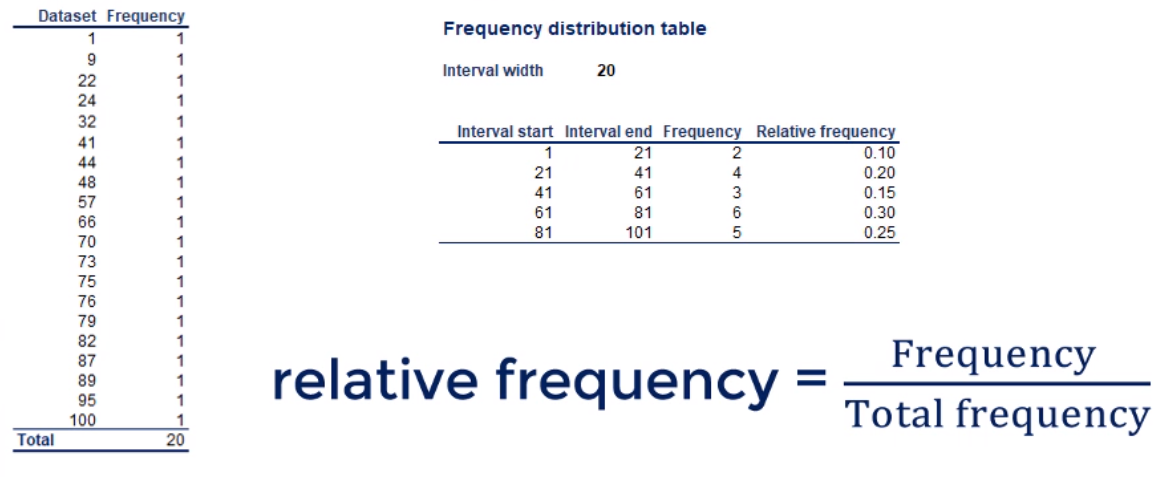 Dataset Frequency
1 1
9 1
22 1
24 1
32 1
41 1
44 1
48 1
57 1
66 1
70 1
73 1
75 1
76 1
79 1
82 1
87 1
89 1
95 1
100 1
Total 20
Frequency distribution table
Interval width 20
Interval start Interval end Frequency Relative frequency
1 21 2 0.10
21 41 4 0.20
41 61 3 0.15
61 81 6 0.30
81 101 5 0.25
relative frequency = Frequency
Total frequency